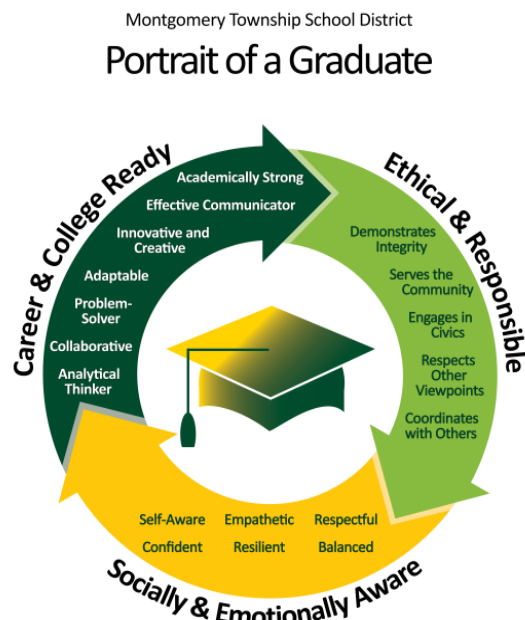 Montgomery Township School District
Portrait of a Graduate
Career & College Ready
Academically Strong
Effective Communicator
Innovative and
Creative
Adaptable
Problem-
Solver
Collaborative
Analytical
Thinker
Ethical & Responsible
Demonstrates
Integrity
Serves the
Community
Engages in
Civics
Respects
Other
Viewpoints
Coordinates
with Others
Self-Aware Empathetic Respectful
Confident Resilient Balanced
Socially & Emotionally Aware